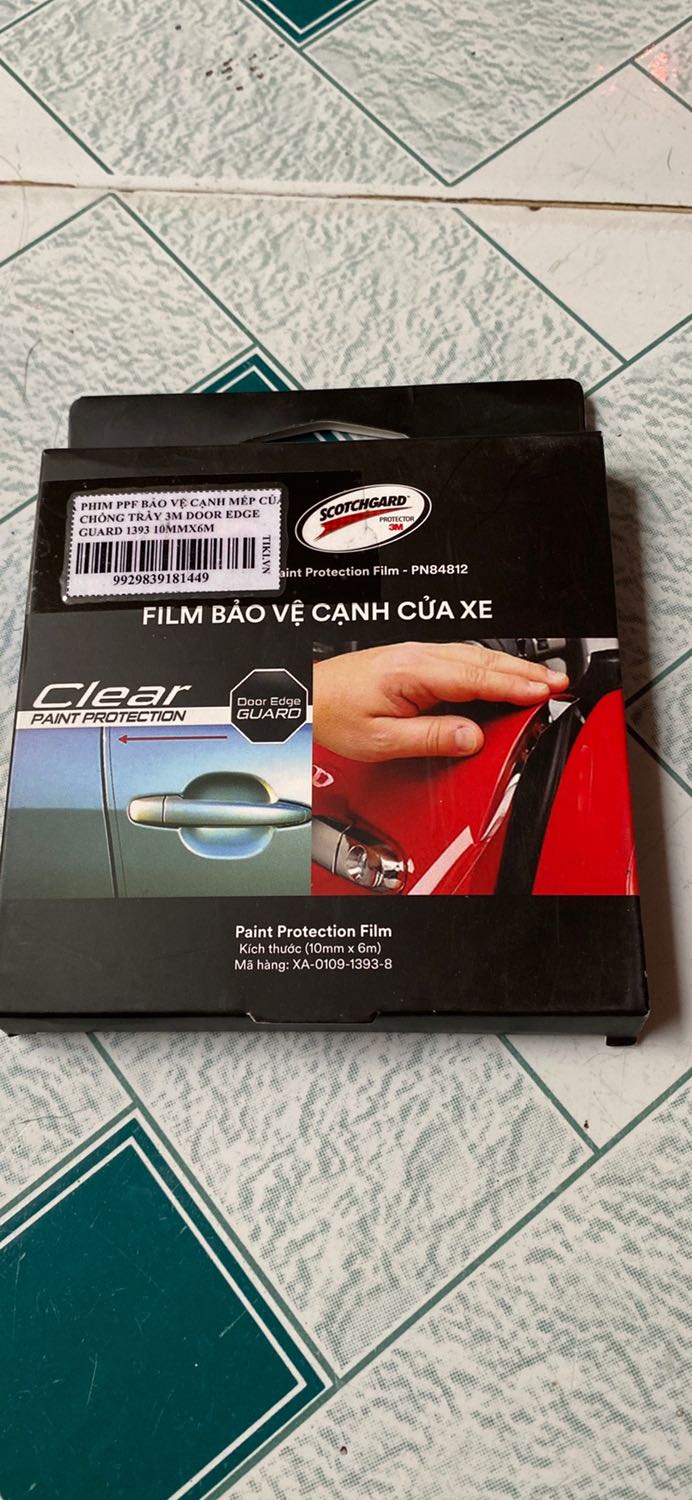 PHIM PPF BẢO VỆ CẠNH MÉP CỬA
CHỐNG TRẦY 3M DOOR EDGE
GUARD 1393 10MMX6M
TIKI.VN
9929839181449
SCOTCHGARD™
PROTECTOR
3M
Paint Protection Film - PN84812
FILM BẢO VỆ CẠNH CỬA XE
Clear
PAINT PROTECTION
Door Edge
GUARD
Paint Protection Film
Kích thước (10mm x 6m)
Mã hàng: XA-0109-1393-8